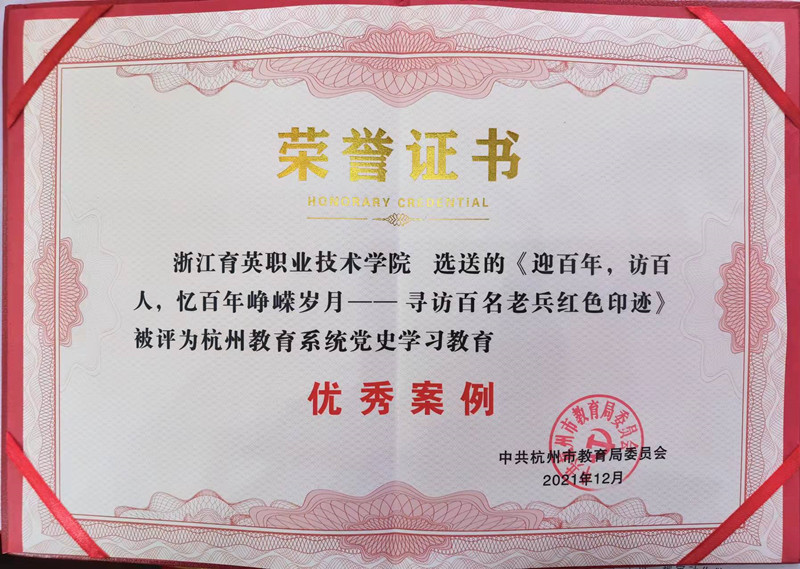 荣誉证书
HONORARY CREDENTIAL
浙江育英职业技术学院 选送的《迎百年，访百
人，忆百年峥嵘岁月——寻访百名老兵红色印迹》
被评为杭州教育系统党史学习教育
优秀案例
中共杭州市教育局委员会
2021年12月